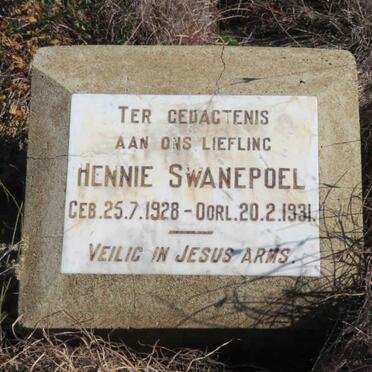 TER GEDAGTENIS
AAN ONS LIEFLING
HENNIE SWANEPOEL
GEB. 25.7.1928 - OORL. 20.2.1931.
VEILIG IN JESUS ARMS.